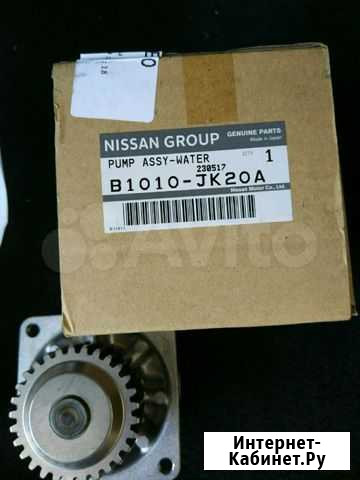 NISSAN GROUP
GENUINE PARTS
Made in Japan
PUMP ASSY-WATER
QTY
1
230517
B1010-JK20A
Nissan Motor Co., Ltd.
Avito
Интернет-
Кабинет.Ру